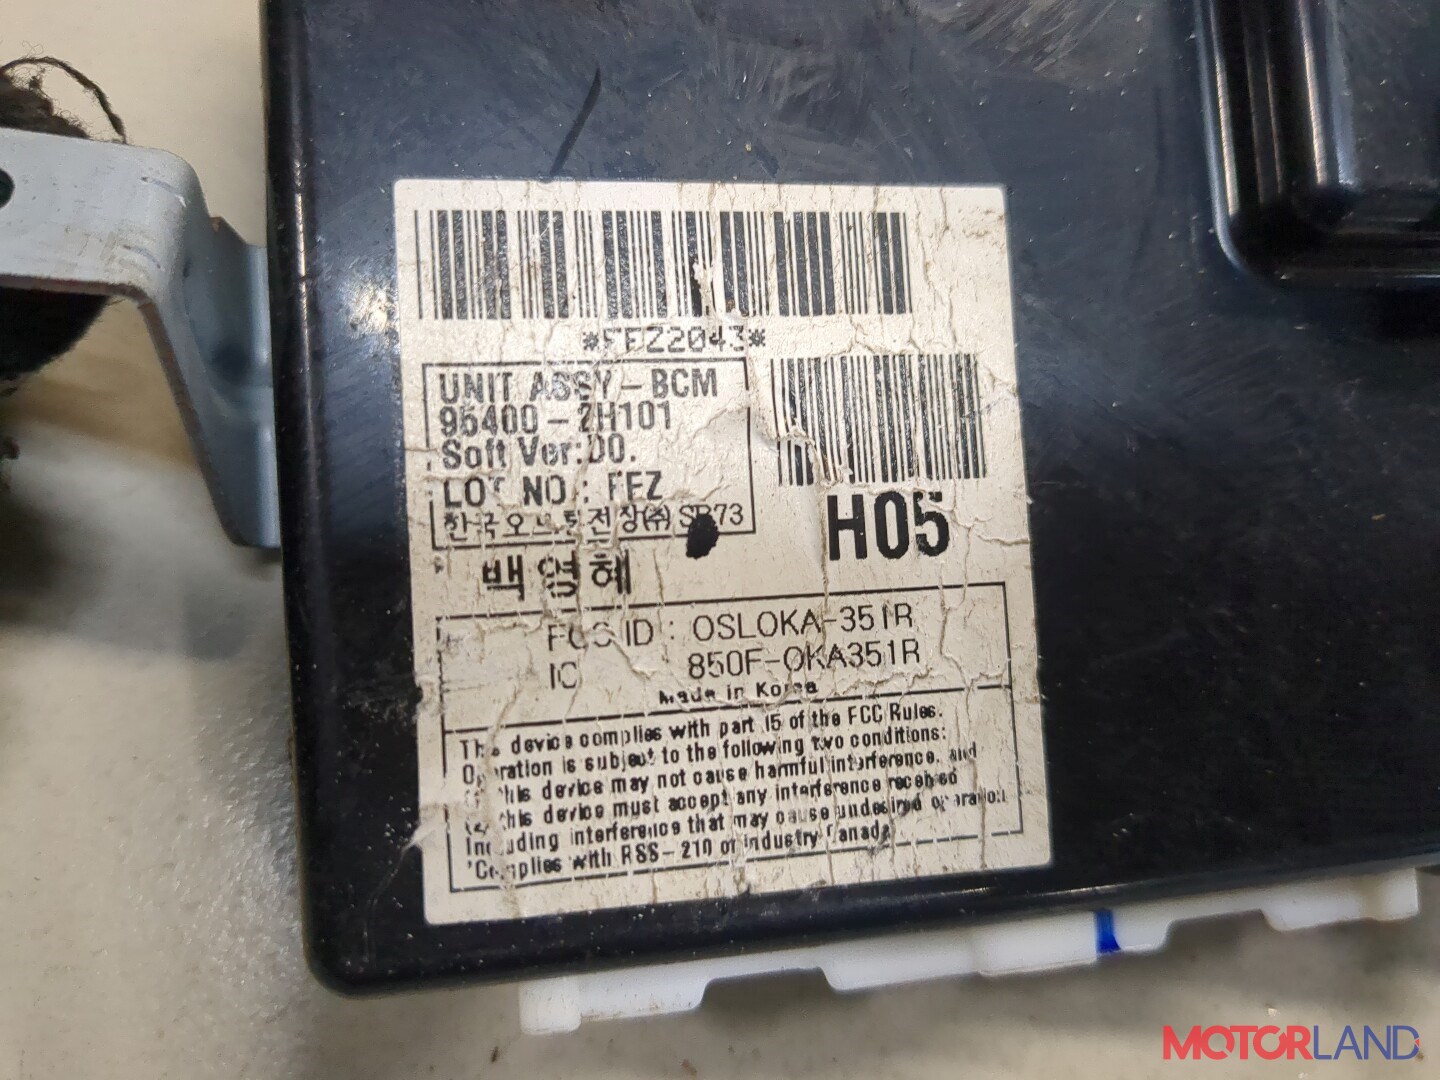 UNIT ASSY-BCM
95400-2H101
Soft Ver:D0.
LOT NO: FFZ
(주) SB73
H05
백영혜
FCC ID : OSLOKA-351R
IC 850F-OKA351R
Made in Korea
This device complies with part 15 of the FCC Rules.
Operation is subject to the following two conditions:
this device may not cause harmful interference, and
(2) this device must accept any interference received
Including interference that may cause undesired operation
*Complies with RSS-210 of industry Canada
MOTORLAND